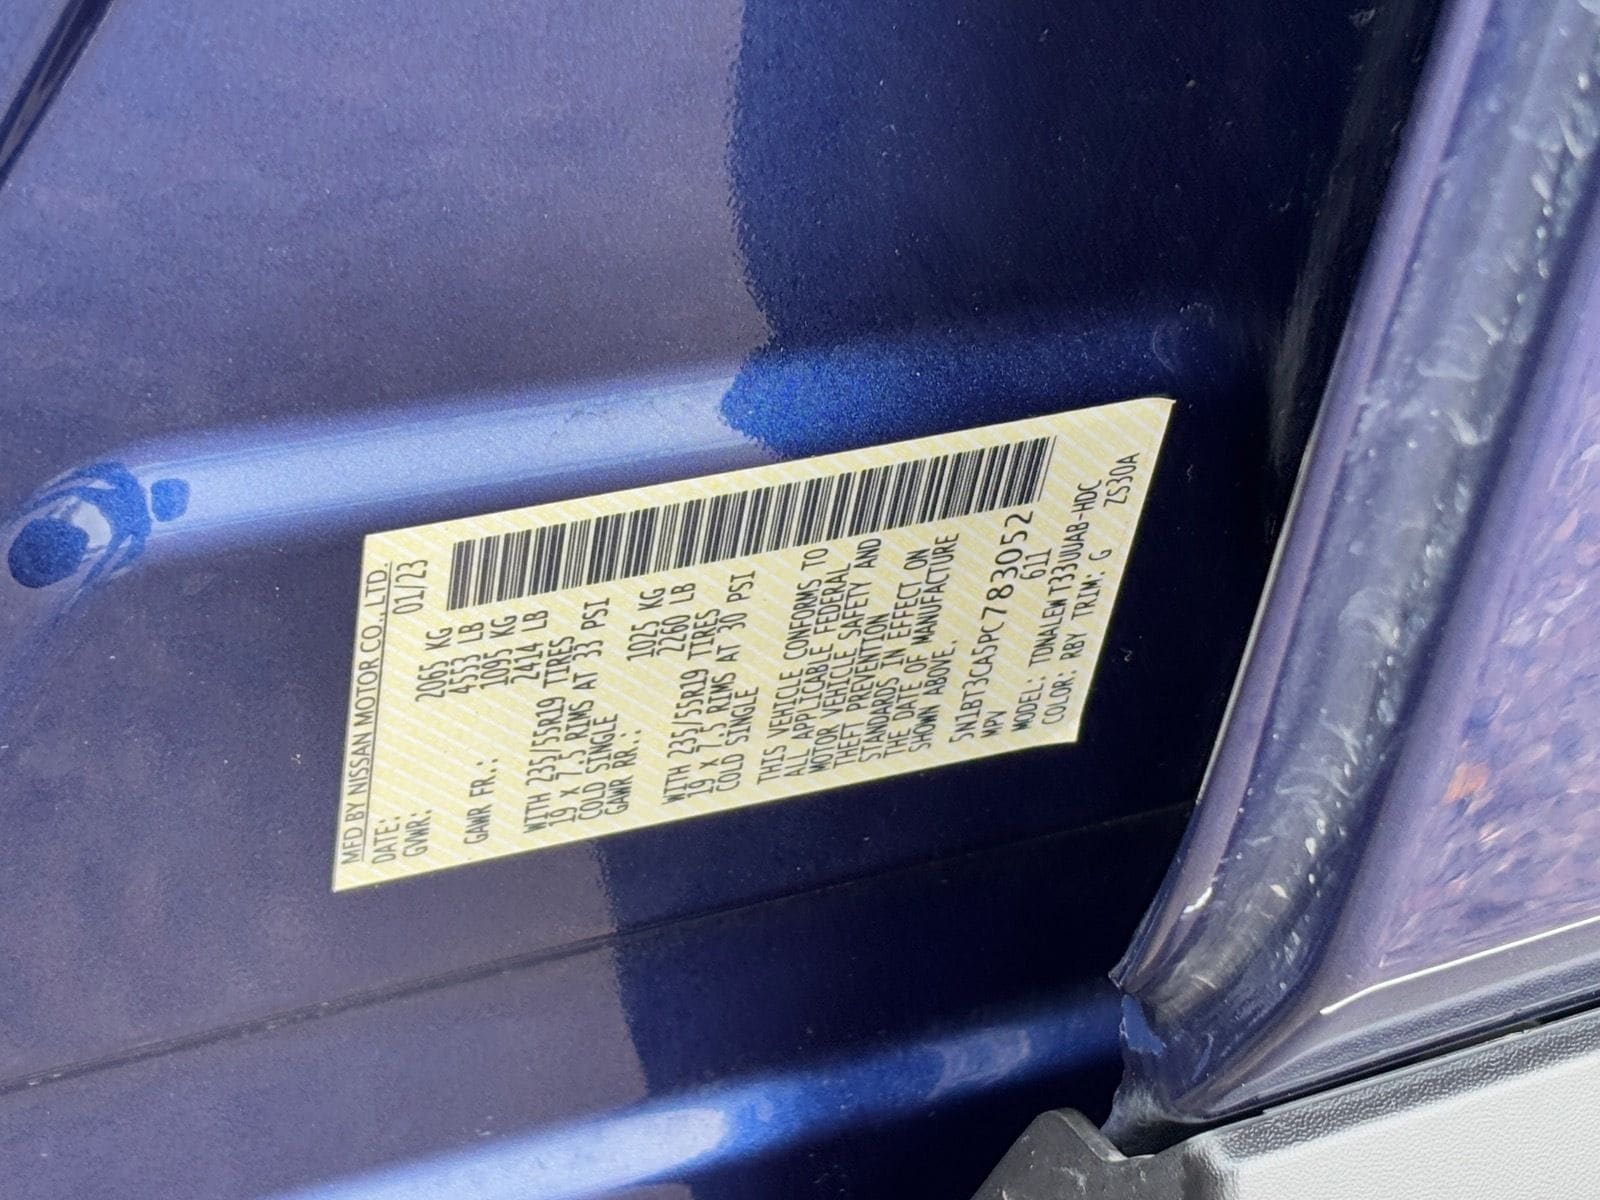 MFD BY NISSAN MOTOR CO.,LTD.
DATE: 01/23
GVWR: 2065 KG
4553 LB
GAWR FR.: 1095 KG
2414 LB
WITH 235/55R19 TIRES
19 X 7.5 RIMS AT 33 PSI
COLD SINGLE
GAWR RR.: 1025 KG
2260 LB
WITH 235/55R19 TIRES
19 X 7.5 RIMS AT 30 PSI
COLD SINGLE
THIS VEHICLE CONFORMS TO
ALL APPLICABLE FEDERAL
MOTOR VEHICLE SAFETY AND
THEFT PREVENTION
STANDARDS IN EFFECT ON
THE DATE OF MANUFACTURE
SHOWN ABOVE.
5N1BT3CA5PC783052
MPV 611
MODEL: TDNALEWT33UUAB-HDC
COLOR: RBY TRIM: G ZS30A